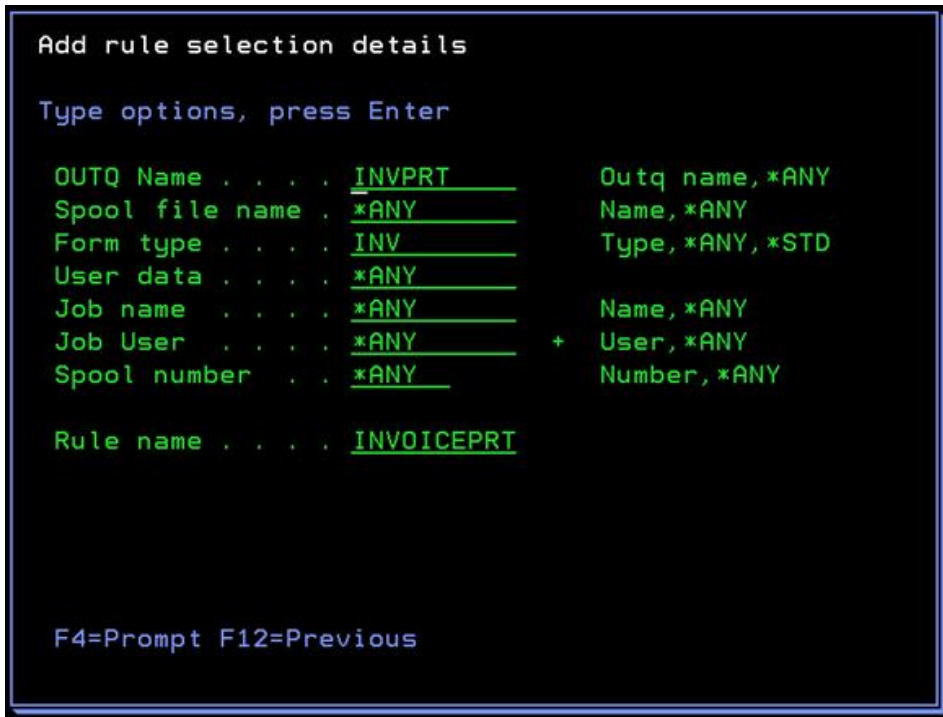 Add rule selection details
Type options, press Enter
OUTQ Name . . . . INVPRT Outq name,*ANY
Spool file name . *ANY Name,*ANY
Form type . . . . INV Type,*ANY,*STD
User data . . . . *ANY
Job name . . . . *ANY Name,*ANY
Job User . . . . *ANY + User,*ANY
Spool number . . *ANY Number,*ANY
Rule name . . . . INVOICEPRT
F4=Prompt F12=Previous